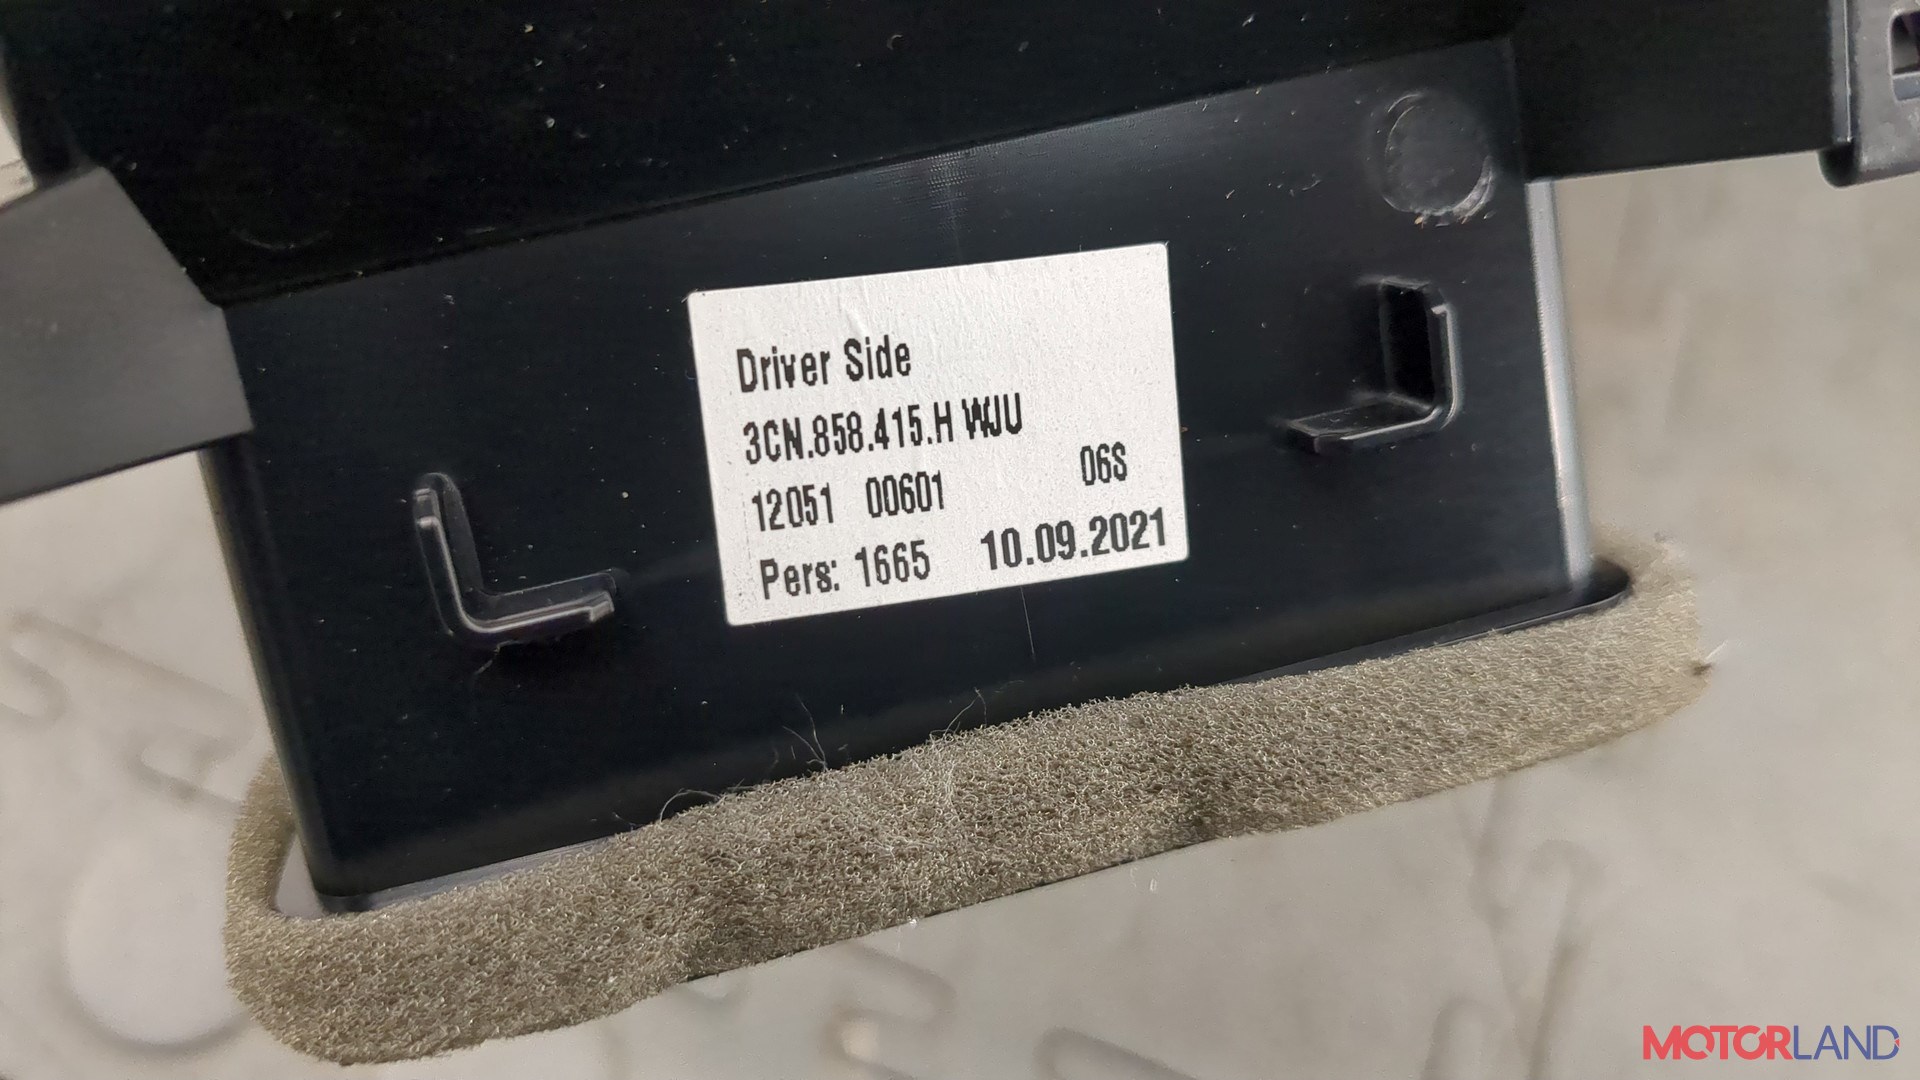 Driver Side
3CN.858.415.H WJU
12051 00601 06S
Pers: 1665 10.09.2021
MOTORLAND